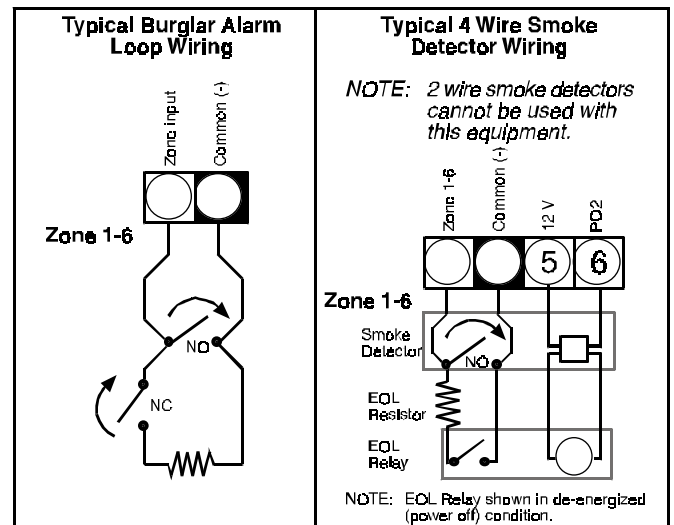 Typical Burglar Alarm
Loop Wiring
Zone input
Common (-)
Zone 1-6
NO
NC
Typical 4 Wire Smoke
Detector Wiring
NOTE: 2 wire smoke detectors
cannot be used with
this equipment.
Zone 1-6
Common (-)
12 V
PO2
5
6
Zone 1-6
Smoke
Detector
NO
EOL
Resistor
EOL
Relay
NOTE: EOL Relay shown in de-energized
(power off) condition.